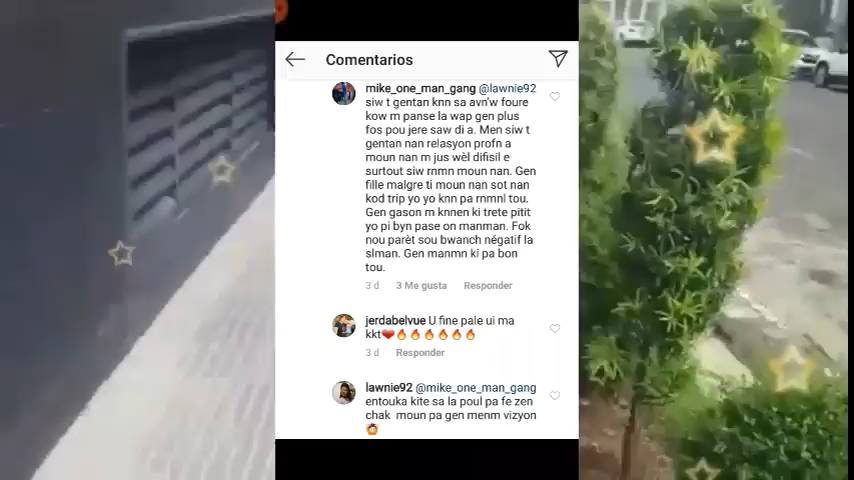 Comentarios
mike_one_man_gang @lawnie92
siw t gentan knn sa avn'w foure
kow m panse la wap gen plus
fos pou jere saw di a. Men siw t
gentan nan relasyon profn a
moun nan m jus wèl difisil e
surtout siw rnmn moun nan. Gen
fille malgre ti moun nan sot nan
kod trip yo yo knn pa rnmnl tou.
Gen gason m knnen ki trete pitit
yo pi byn pase on manman. Fok
nou parèt sou bwanch négatif la
slman. Gen manmn ki pa bon
tou.
3 d 3 Me gusta Responder
jerdabelvue U fine pale ui ma
kkt❤️🔥🔥🔥🔥🔥🔥
3 d Responder
lawnie92 @mike_one_man_gang
entouka kite sa la poul pa fe zen
chak moun pa gen menm vizyon
🤷